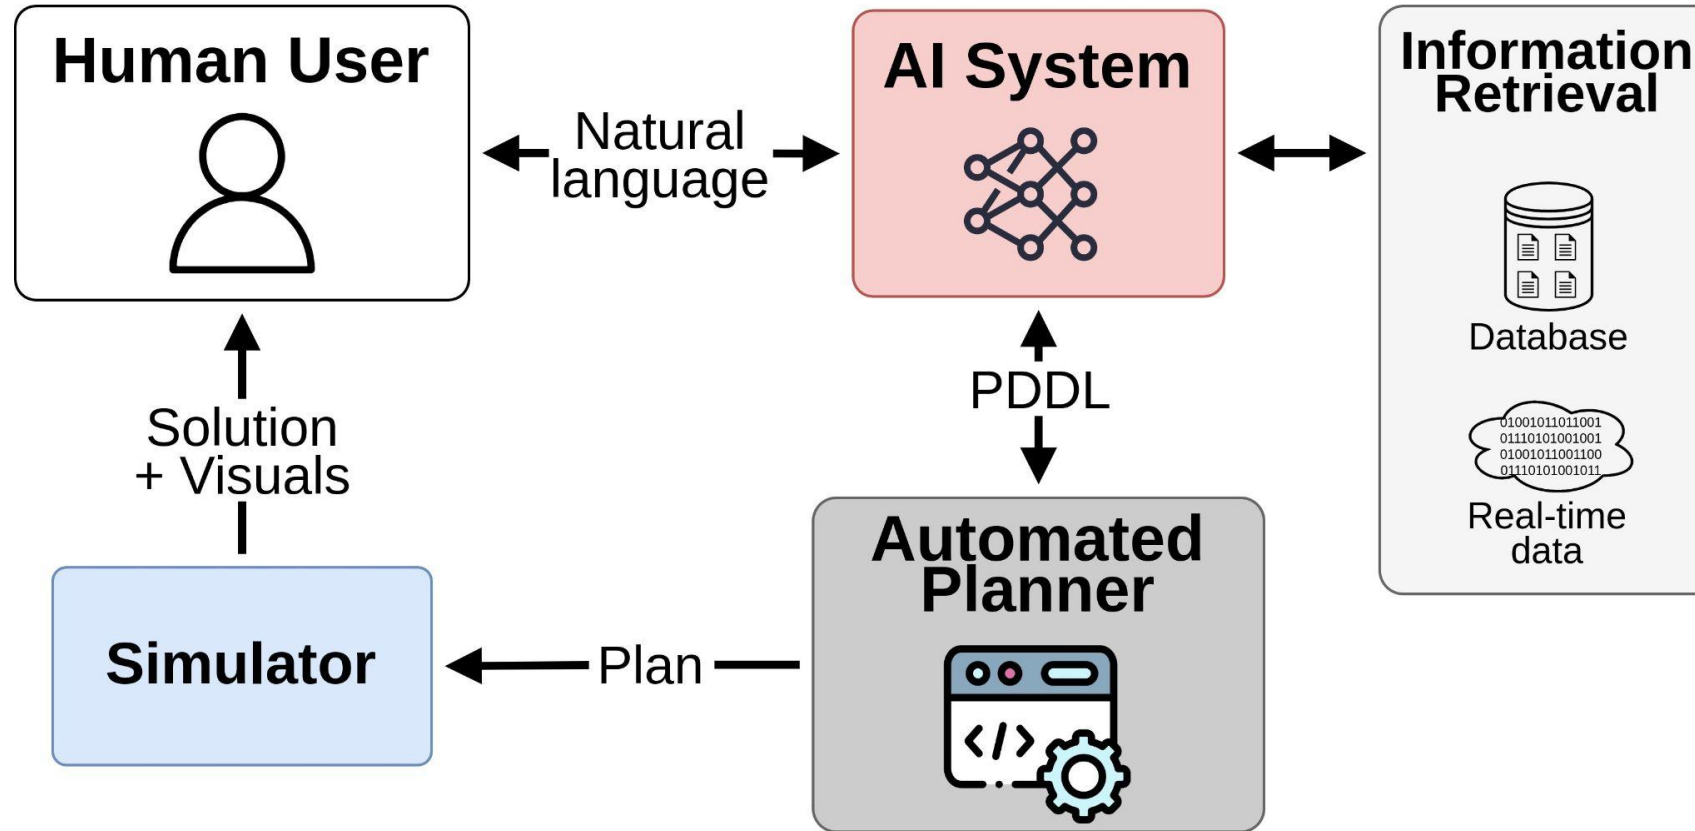 Human User
Natural
language
AI System
Information
Retrieval
Database
01001011011001
01110101001001
01001011001100
01110101001011
Real-time
data
PDDL
Solution
+ Visuals
Automated
Planner
</>
Plan
Simulator